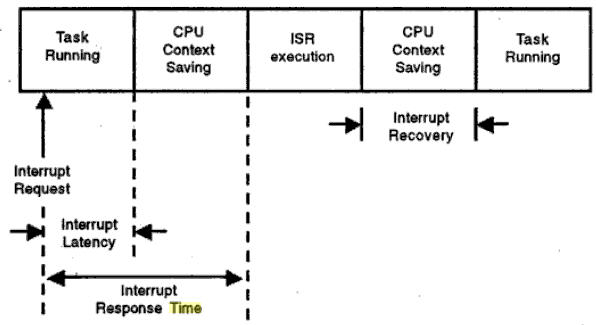 Task
Running
CPU
Context
Saving
ISR
execution
CPU
Context
Saving
Task
Running
Interrupt
Recovery
Interrupt
Request
Interrupt
Latency
Interrupt
Response Time